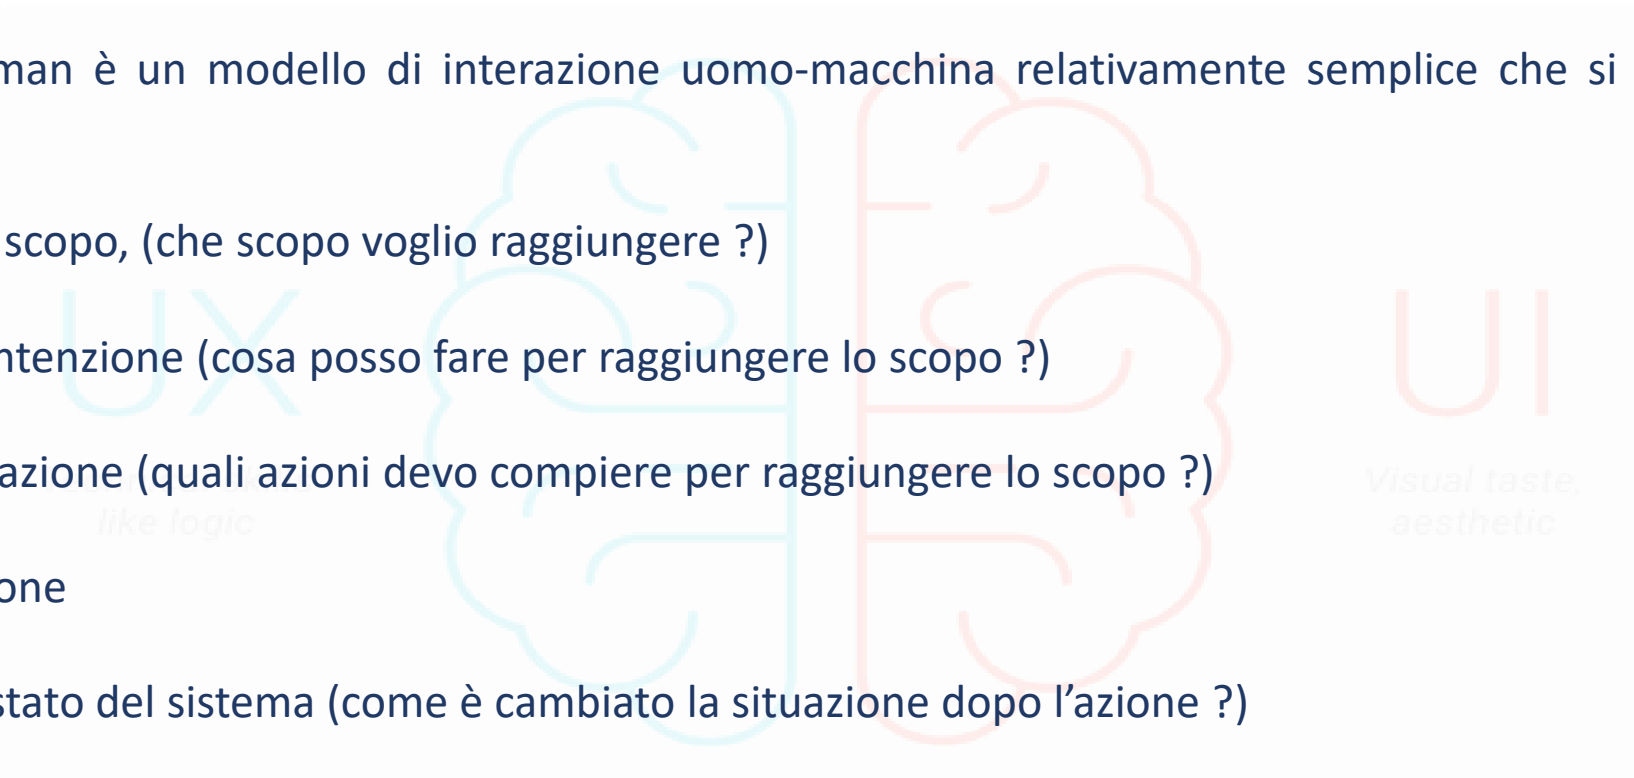 man è un modello di interazione uomo-macchina relativamente semplice che si
scopo, (che scopo voglio raggiungere ?)
UX
UI
ntenzione (cosa posso fare per raggiungere lo scopo ?)
azione (quali azioni devo compiere per raggiungere lo scopo ?)
Visual taste,
like logic
aesthetic
one
stato del sistema (come è cambiato la situazione dopo l'azione ?)